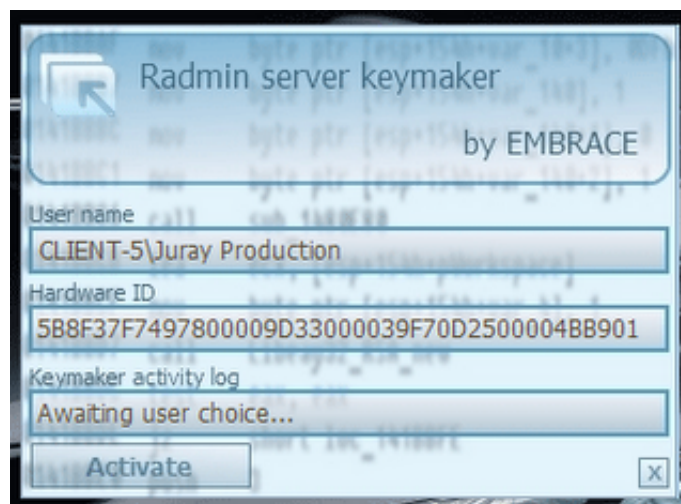 Radmin server keymaker
by EMBRACE
User name
CLIENT-5\Juray Production
Hardware ID
5B8F37F7497800009D33000039F70D2500004BB901
Keymaker activity log
Awaiting user choice...
Activate
X